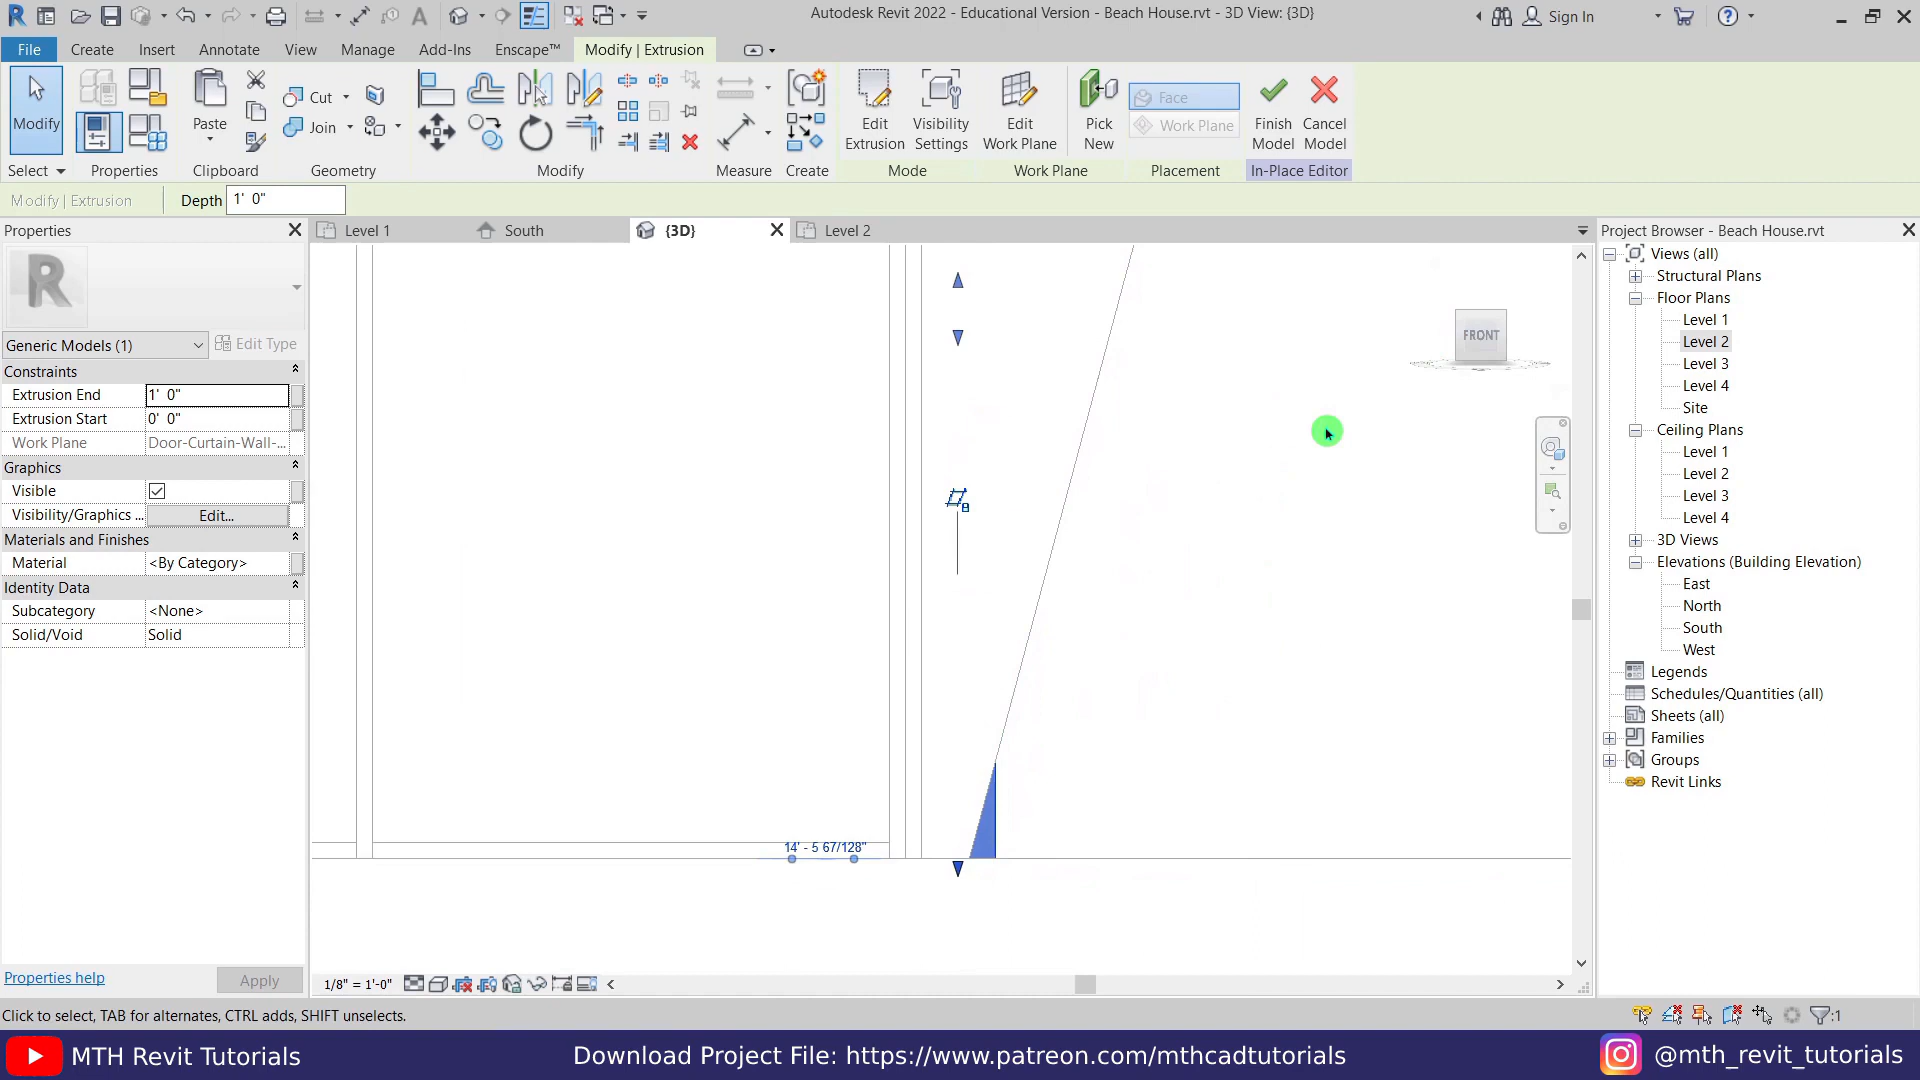 Autodesk Revit 2022 - Educational Version - Beach House.rvt - 3D View: {3D}
Sign In
File
Create
Insert
Annotate
View
Manage
Add-Ins
Enscape™
Modify | Extrusion
Modify
Paste
Cut
Join
Edit Extrusion
Visibility Settings
Edit Work Plane
Pick New
Face
Work Plane
Finish Model
Cancel Model
Select
Properties
Clipboard
Geometry
Modify
Measure
Create
Mode
Work Plane
Placement
In-Place Editor
Modify | Extrusion
Depth
1' 0"
Properties
Level 1
South
{3D}
Level 2
Project Browser - Beach House.rvt
Generic Models (1)
Edit Type
Constraints
Extrusion End
1' 0"
Extrusion Start
0' 0"
Work Plane
Door-Curtain-Wall-...
Graphics
Visible
Visibility/Graphics ...
Edit...
Materials and Finishes
Material
<By Category>
Identity Data
Subcategory
<None>
Solid/Void
Solid
Properties help
Apply
FRONT
14' - 5 67/128"
Views (all)
Structural Plans
Floor Plans
Level 1
Level 2
Level 3
Level 4
Site
Ceiling Plans
Level 1
Level 2
Level 3
Level 4
3D Views
Elevations (Building Elevation)
East
North
South
West
Legends
Schedules/Quantities (all)
Sheets (all)
Families
Groups
Revit Links
1/8" = 1'-0"
Click to select, TAB for alternates, CTRL adds, SHIFT unselects.
:1
MTH Revit Tutorials
Download Project File: https://www.patreon.com/mthcadtutorials
@mth_revit_tutorials